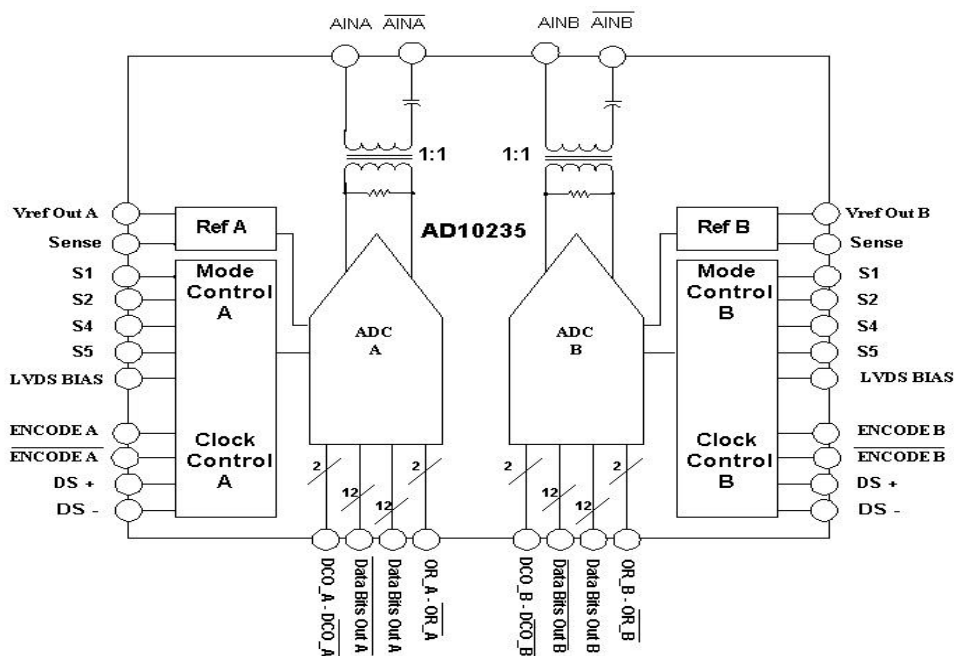 AINA AINA AINB AINB
1:1 1:1
Vref Out A Ref A AD10235 Ref B Vref Out B
Sense Sense
S1 Mode Control A Mode Control B S1
S2 S2
S4 ADC A ADC B S4
S5 S5
LVDS BIAS LVDS BIAS
ENCODE A Clock Control A Clock Control B ENCODE B
ENCODE A 2 2 2 2 ENCODE B
DS + 12 12 DS +
DS - 12 12 DS -
DCO_A - DCO_A
Data Bits Out A
Data Bits Out A
OR_A - OR_A
DCO_B - DCO_B
Data Bits Out B
Data Bits Out B
OR_B - OR_B